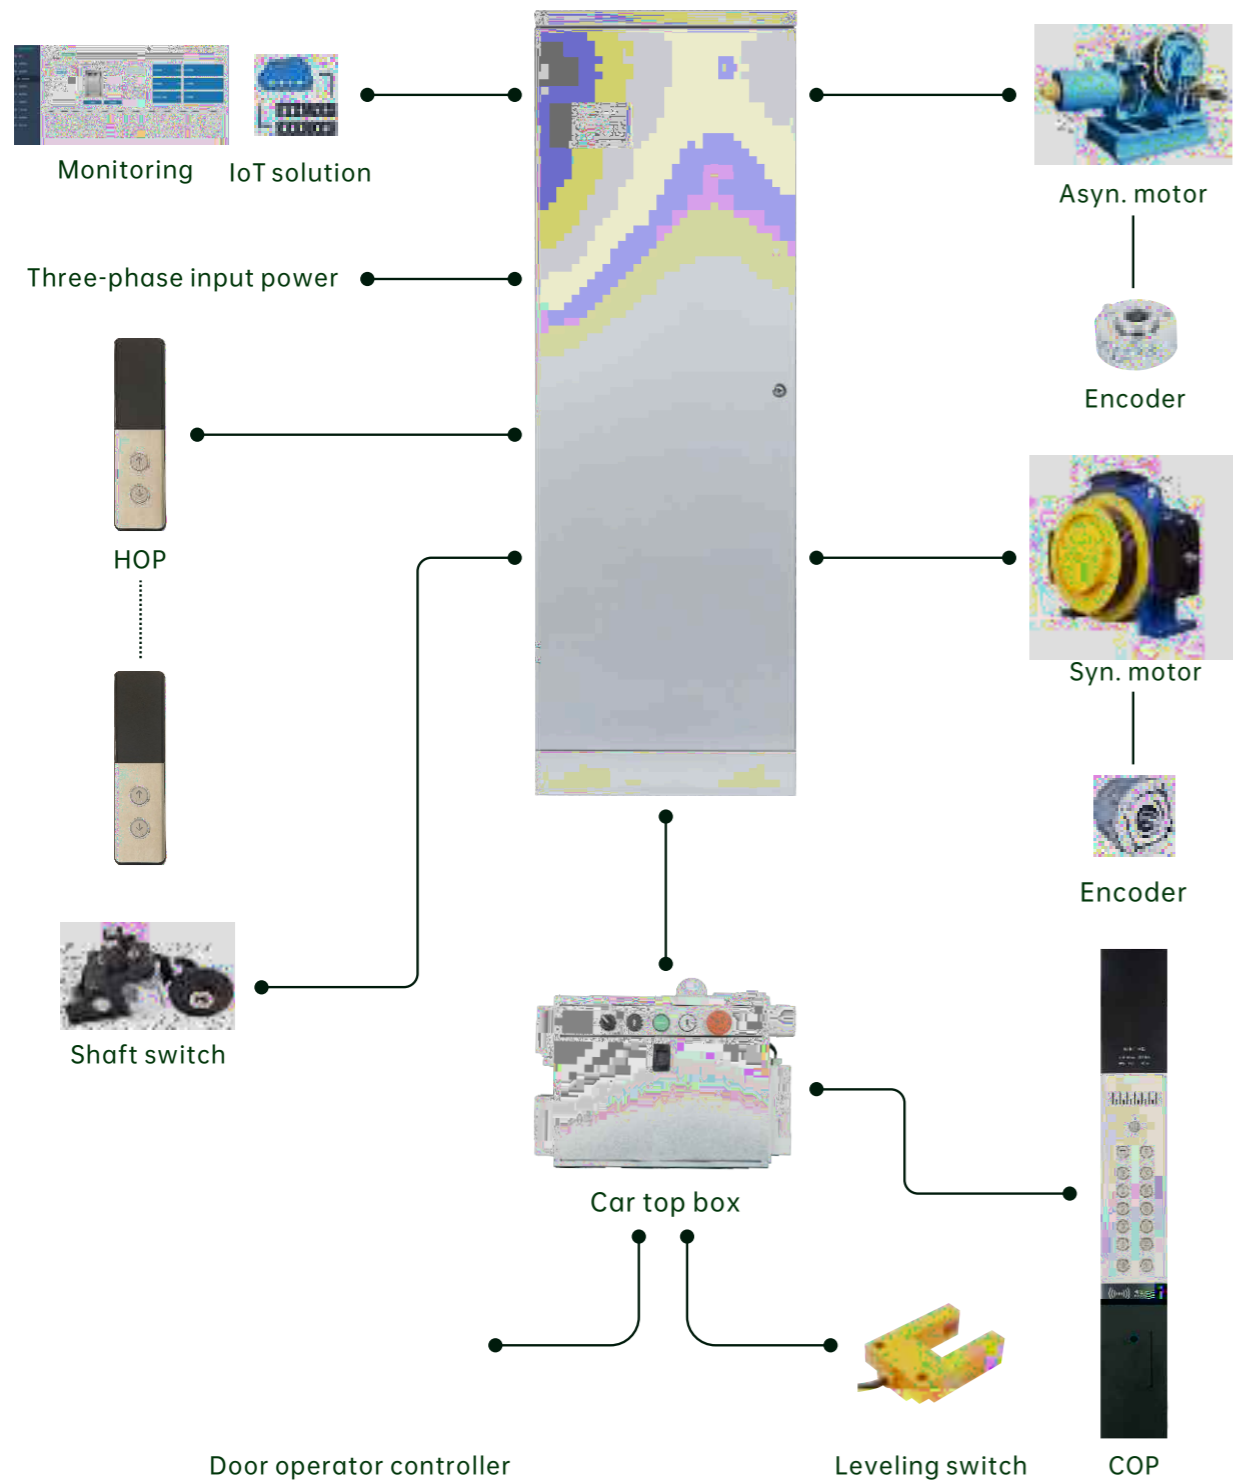 Monitoring
IoT solution
Asyn. motor
Three-phase input power
Encoder
HOP
Syn. motor
Encoder
Shaft switch
Car top box
Door operator controller
Leveling switch
COP